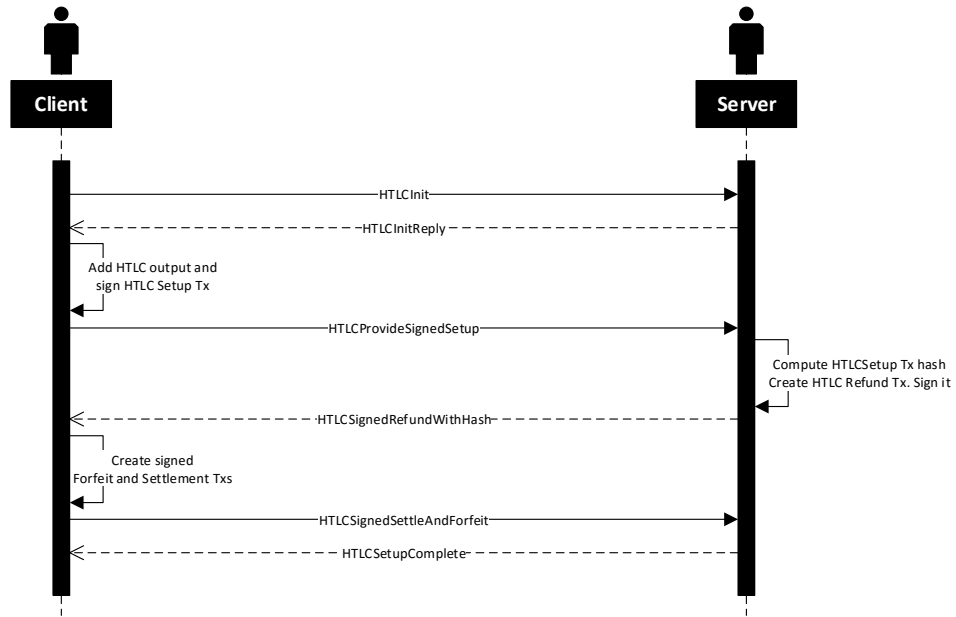 Client
Server
HTLCInit
HTLCInitReply
Add HTLC output and
sign HTLC Setup Tx
HTLCProvideSignedSetup
Compute HTLCSetup Tx hash
Create HTLC Refund Tx. Sign it
HTLCSignedRefundWithHash
Create signed
Forfeit and Settlement Txs
HTLCSignedSettleAndForfeit
HTLCSetupComplete